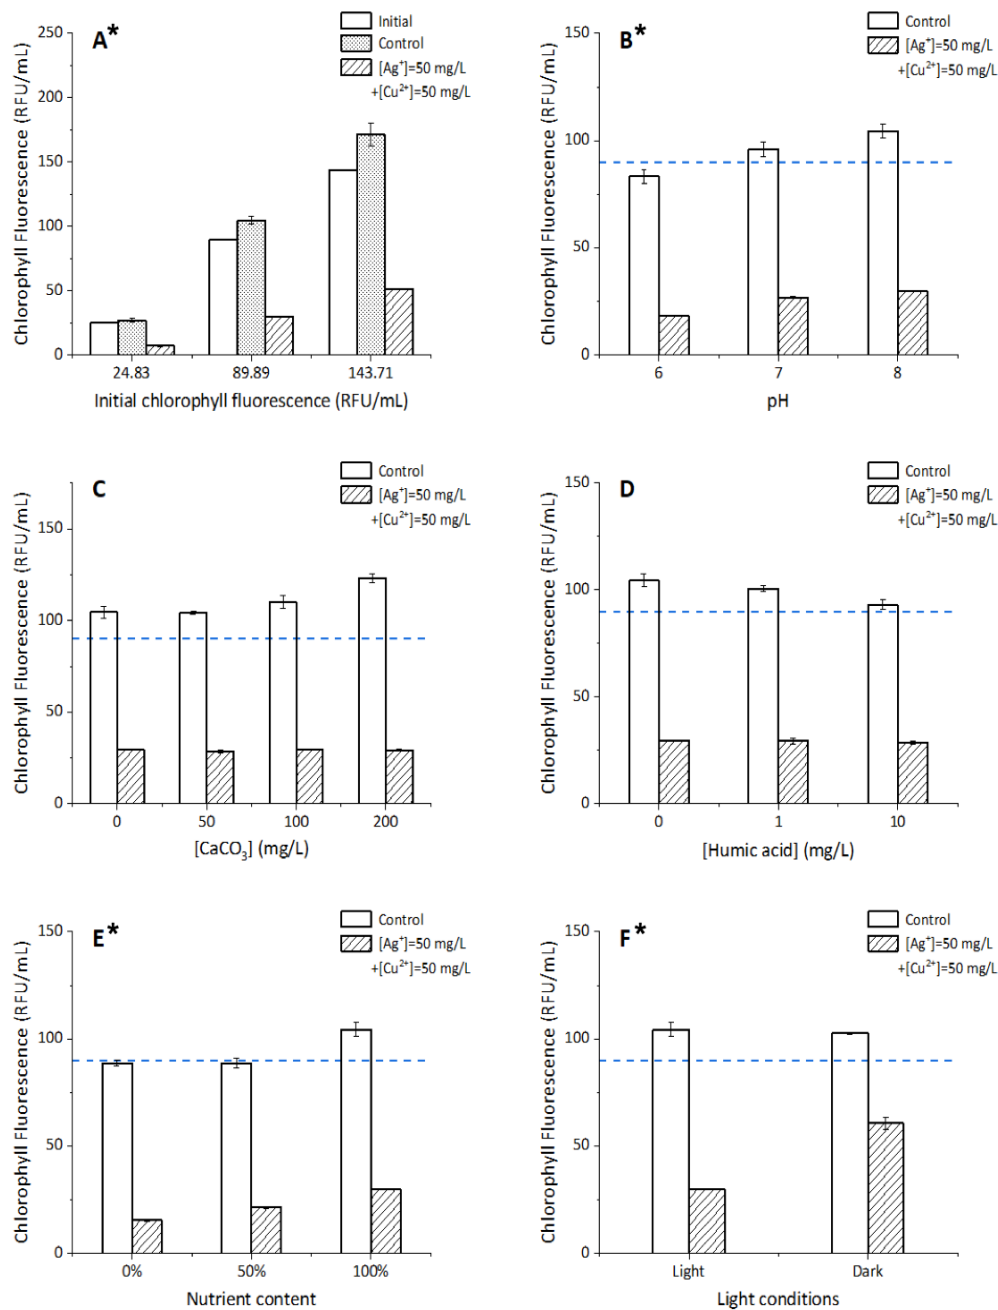 A*
Initial
Control
[Ag⁺]=50 mg/L
+[Cu²⁺]=50 mg/L
250
200
150
100
50
0
Chlorophyll Fluorescence (RFU/mL)
24.83 89.89 143.71
Initial chlorophyll fluorescence (RFU/mL)
B*
Control
[Ag⁺]=50 mg/L
+[Cu²⁺]=50 mg/L
150
100
50
0
Chlorophyll Fluorescence (RFU/mL)
6 7 8
pH
C
Control
[Ag⁺]=50 mg/L
+[Cu²⁺]=50 mg/L
150
100
50
0
Chlorophyll Fluorescence (RFU/mL)
0 50 100 200
[CaCO₃] (mg/L)
D
Control
[Ag⁺]=50 mg/L
+[Cu²⁺]=50 mg/L
150
100
50
0
Chlorophyll Fluorescence (RFU/mL)
0 1 10
[Humic acid] (mg/L)
E*
Control
[Ag⁺]=50 mg/L
+[Cu²⁺]=50 mg/L
150
100
50
0
Chlorophyll Fluorescence (RFU/mL)
0% 50% 100%
Nutrient content
F*
Control
[Ag⁺]=50 mg/L
+[Cu²⁺]=50 mg/L
150
100
50
0
Chlorophyll Fluorescence (RFU/mL)
Light Dark
Light conditions